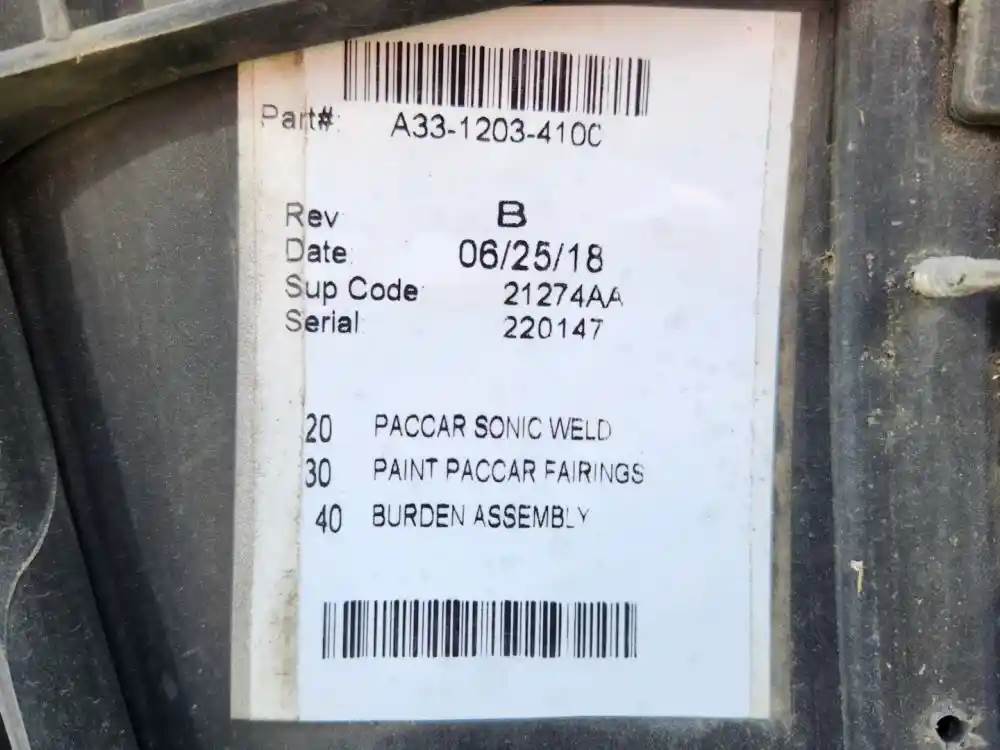 Part#: A33-1203-410C
Rev B
Date: 06/25/18
Sup Code: 21274AA
Serial: 220147
20 PACCAR SONIC WELD
30 PAINT PACCAR FAIRINGS
40 BURDEN ASSEMBLY